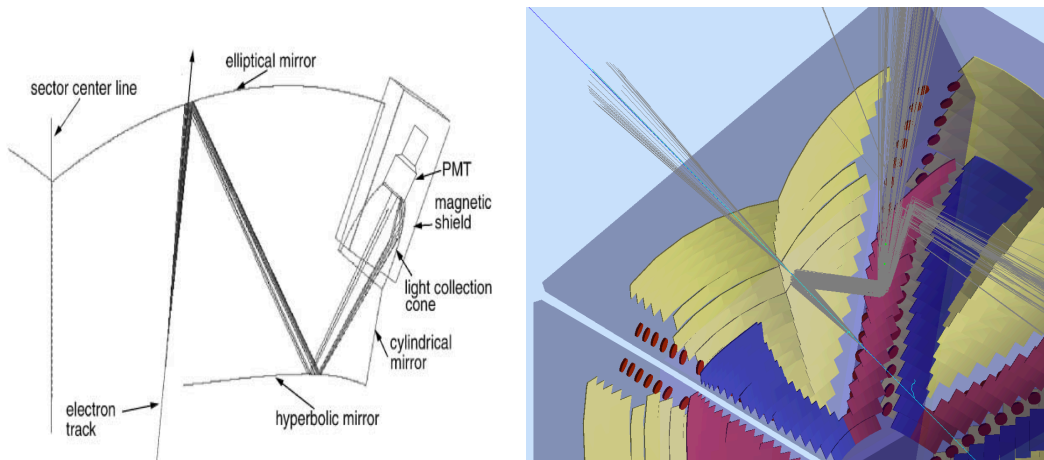 elliptical mirror
sector center line
PMT
magnetic
shield
light collection
cone
cylindrical
mirror
electron
track
hyperbolic mirror